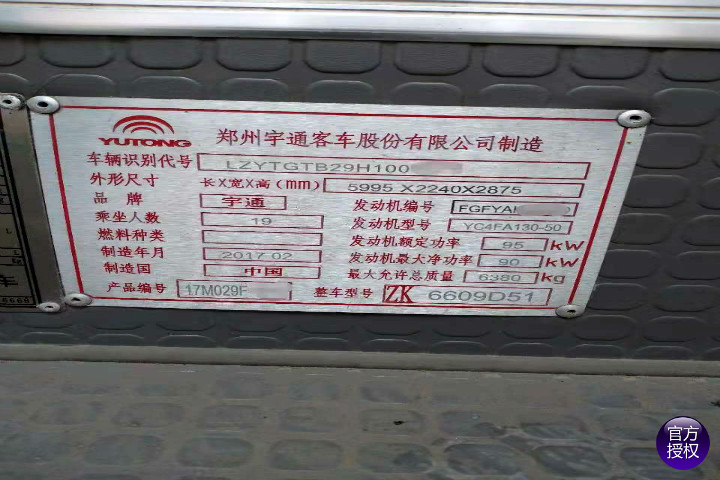 YUTONG
郑州宇通客车股份有限公司制造
车辆识别代号 LZYTGTB29H100
外形尺寸 长X宽X高(mm) 5995X2240X2875
品牌 宇通 发动机编号
乘坐人数 19 发动机型号 YC4FA130-50
燃料种类 发动机额定功率 95 kW
制造年月 2017 02 发动机最大净功率 90 kW
制造国 中国 最大允许总质量 6380 kg
产品编号 17M029F 整车型号 ZK 6609D51
车
官方
授权